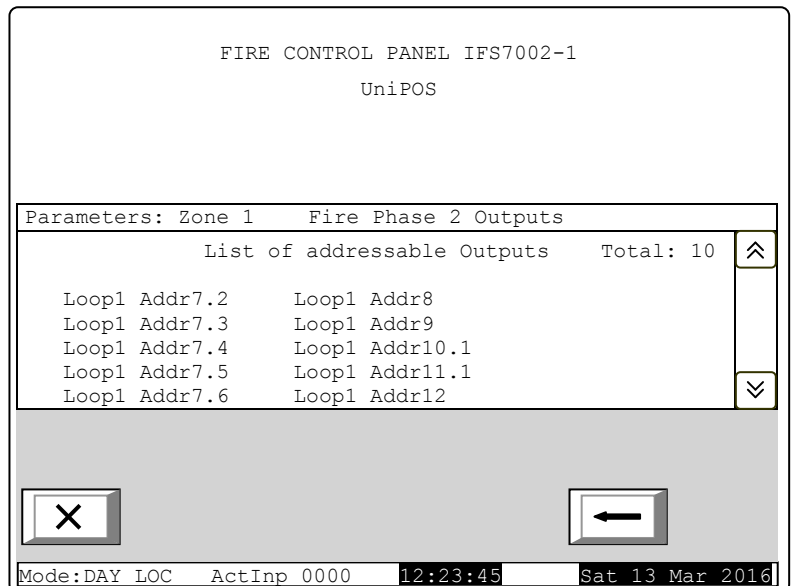 FIRE CONTROL PANEL IFS7002-1
UniPOS
Parameters: Zone 1 Fire Phase 2 Outputs
List of addressable Outputs Total: 10
Loop1 Addr7.2 Loop1 Addr8
Loop1 Addr7.3 Loop1 Addr9
Loop1 Addr7.4 Loop1 Addr10.1
Loop1 Addr7.5 Loop1 Addr11.1
Loop1 Addr7.6 Loop1 Addr12
Mode:DAY LOC ActInp 0000 12:23:45 Sat 13 Mar 2016